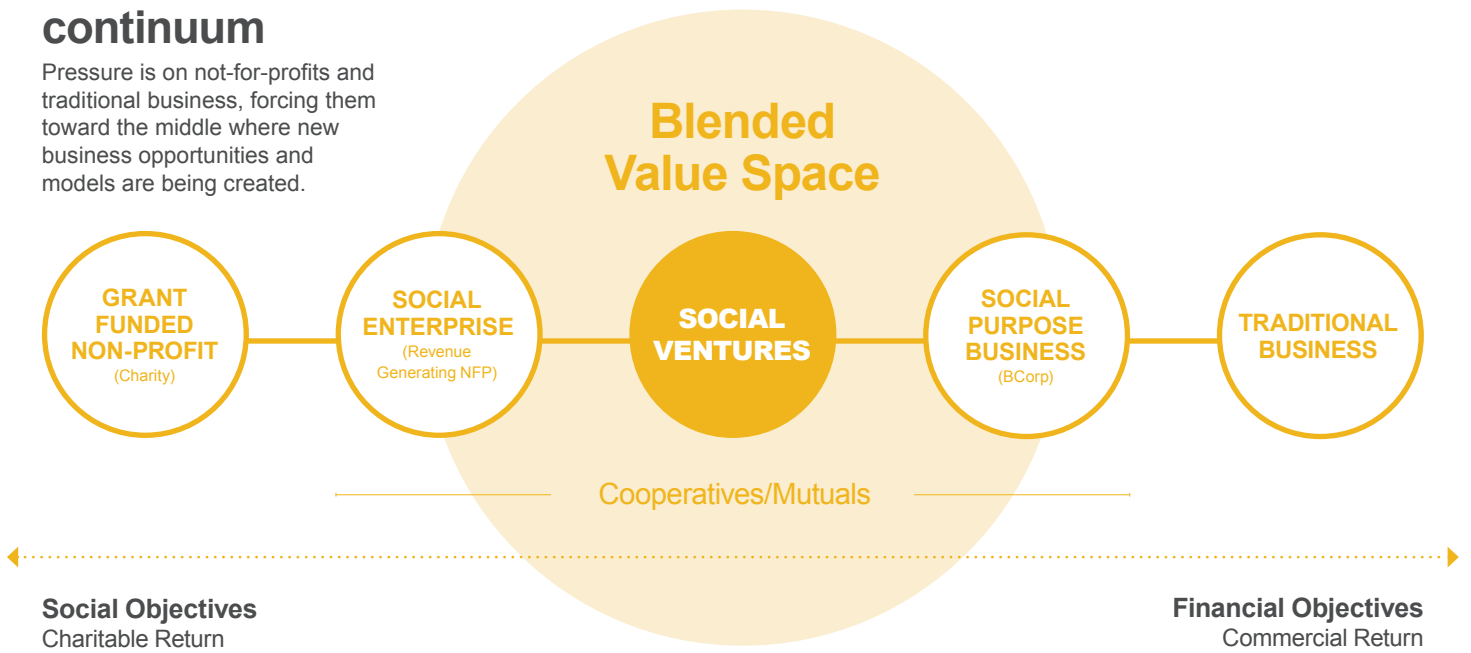 continuum
Pressure is on not-for-profits and
traditional business, forcing them
toward the middle where new
business opportunities and
models are being created.
Blended
Value Space
GRANT
FUNDED
NON-PROFIT
(Charity)
SOCIAL
ENTERPRISE
(Revenue
Generating NFP)
SOCIAL
VENTURES
SOCIAL
PURPOSE
BUSINESS
(BCorp)
TRADITIONAL
BUSINESS
Cooperatives/Mutuals
Social Objectives
Charitable Return
Financial Objectives
Commercial Return